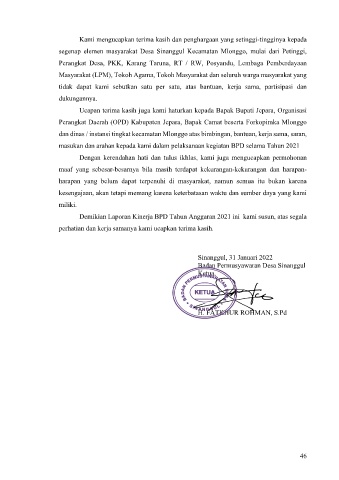 Kami mengucapkan terima kasih dan penghargaan yang setinggi-tingginya kepada
segenap elemen masyarakat Desa Sinanggul Kecamatan Mlonggo, mulai dari Petinggi,
Perangkat Desa, PKK, Karang Taruna, RT / RW, Posyandu, Lembaga Pemberdayaan
Masyarakat (LPM), Tokoh Agama, Tokoh Masyarakat dan seluruh warga masyarakat yang
tidak dapat kami sebutkan satu per satu, atas bantuan, kerja sama, partisipasi dan
dukungannya.
Ucapan terima kasih juga kami haturkan kepada Bapak Bupati Jepara, Organisasi
Perangkat Daerah (OPD) Kabupaten Jepara, Bapak Camat beserta Forkopimka Mlonggo
dan dinas / instansi tingkat kecamatan Mlonggo atas bimbingan, bantuan, kerja sama, saran,
masukan dan arahan kepada kami dalam pelaksanaan kegiatan BPD selama Tahun 2021
Dengan kerendahan hati dan tulus ikhlas, kami juga mengucapkan permohonan
maaf yang sebesar-besarnya bila masih terdapat kekurangan-kekurangan dan harapan-
harapan yang belum dapat terpenuhi di masyarakat, namun semua itu bukan karena
kesengajaan, akan tetapi memang karena keterbatasan waktu dan sumber daya yang kami
miliki.
Demikian Laporan Kinerja BPD Tahun Anggaran 2021 ini kami susun, atas segala
perhatian dan kerja samanya kami ucapkan terima kasih.
Sinanggul, 31 Januari 2022
Badan Permusyawaratan Desa Sinanggul
Ketua
KETUA
H. FATKHUR ROHMAN, S.Pd
46